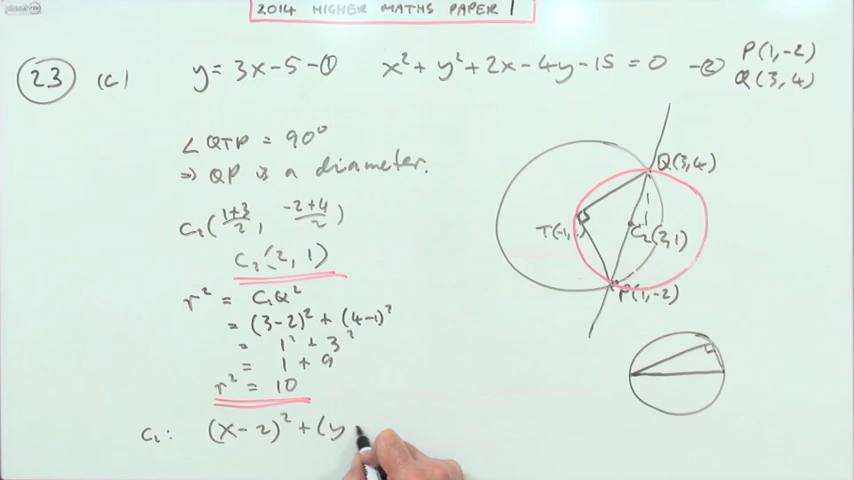 2014 HIGHER MATHS PAPER 1
23 (c) y = 3x - 5 - ① x² + y² + 2x - 4y - 15 = 0 - ② P(1,-2)
Q(3,4)
∠QTP = 90°
⇒ QP is a diameter.
C₂(1+3/2, -2+4/2)
C₂(2, 1)
r² = C₂Q²
= (3-2)² + (4-1)²
= 1² + 3²
= 1 + 9
r² = 10
C₂: (x-2)² + (y
Q(3,4)
T(-1,
C₂(2,1)
P(1,-2)